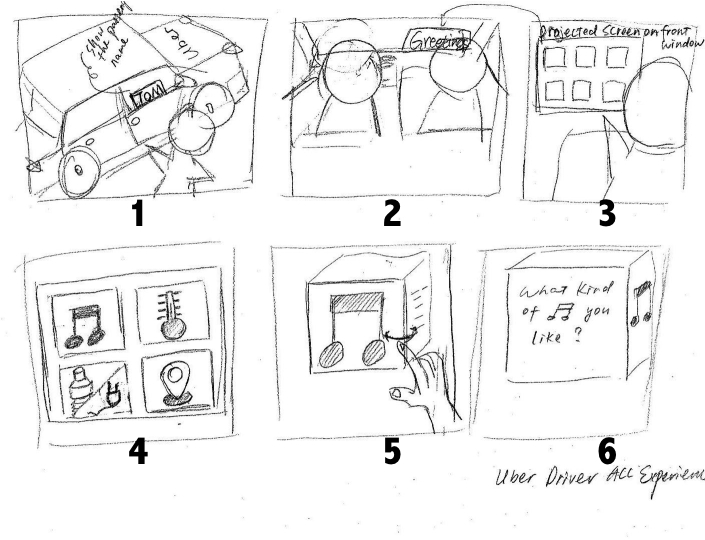 Show
the passenger
name
Uber
TOM
1
Greeting
2
projected screen on front
window
3
4
5
What kind
of you
like?
6
Uber Driver ALL Experience